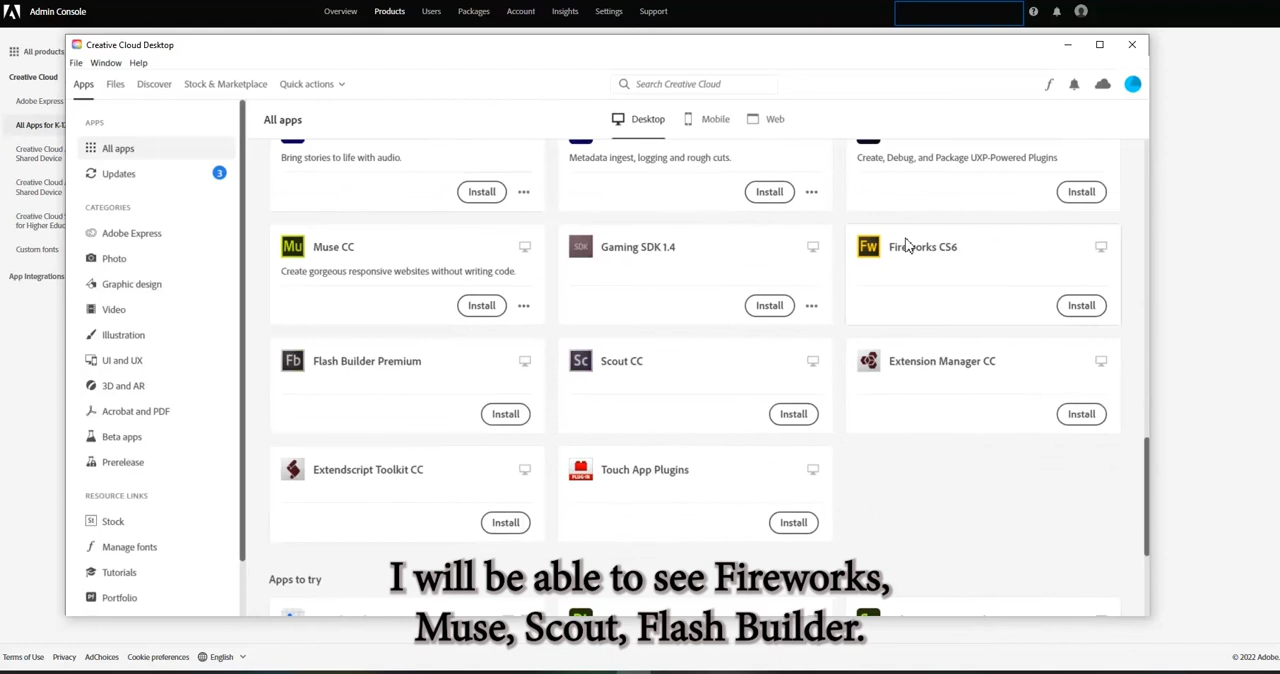 Admin Console
Overview
Products
Users
Packages
Account
Insights
Settings
Support
All products
Creative Cloud
Adobe Express
All Apps for K-1
Creative Cloud
Shared Device
Creative Cloud
Shared Device
Creative Cloud
for Higher Educ
Custom fonts
App Integrations
Creative Cloud Desktop
File Window Help
Apps Files Discover Stock & Marketplace Quick actions
Search Creative Cloud
APPS
All apps
Updates 3
CATEGORIES
Adobe Express
Photo
Graphic design
Video
Illustration
UI and UX
3D and AR
Acrobat and PDF
Beta apps
Prerelease
RESOURCE LINKS
St Stock
Manage fonts
Tutorials
Portfolio
All apps
Desktop Mobile Web
Bring stories to life with audio.
Install
Metadata ingest, logging and rough cuts.
Install
Create, Debug, and Package UXP-Powered Plugins
Install
Mu Muse CC
Create gorgeous responsive websites without writing code.
Install
SDK Gaming SDK 1.4
Install
Fw Fireworks CS6
Install
Fb Flash Builder Premium
Install
Sc Scout CC
Install
Extension Manager CC
Install
Extendscript Toolkit CC
Install
PLUG-IN Touch App Plugins
Install
Apps to try
I will be able to see Fireworks,
Muse, Scout, Flash Builder.
Terms of Use Privacy AdChoices Cookie preferences English
© 2022 Adobe.